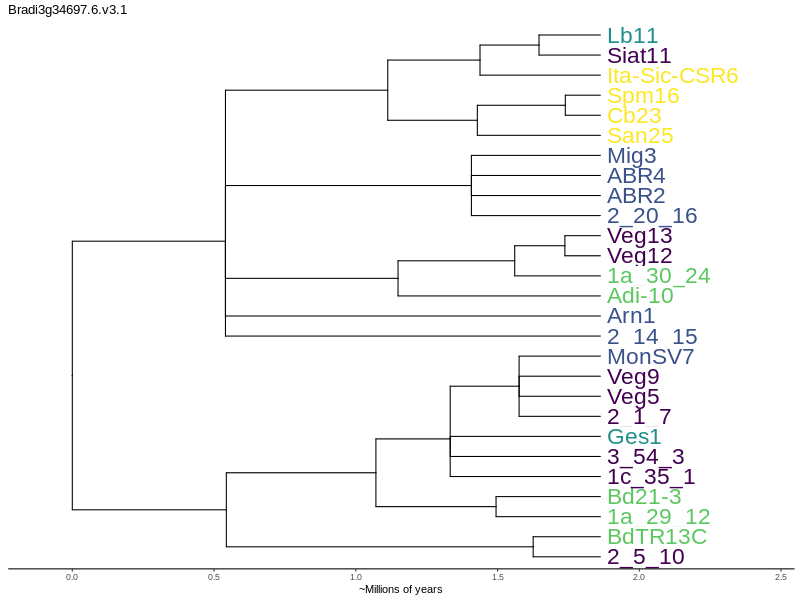 Bradi3g34697.6.v3.1
Lb11
Siat11
Ita-Sic-CSR6
Spm16
Cb23
San25
Mig3
ABR4
ABR2
2_20_16
Veg13
Veg12
1a_30_24
Adi-10
Arn1
2_14_15
MonSV7
Veg9
Veg5
2_1_7
Ges1
3_54_3
1c_35_1
Bd21-3
1a_29_12
BdTR13C
2_5_10
0.0 0.5 1.0 1.5 2.0 2.5
~Millions of years